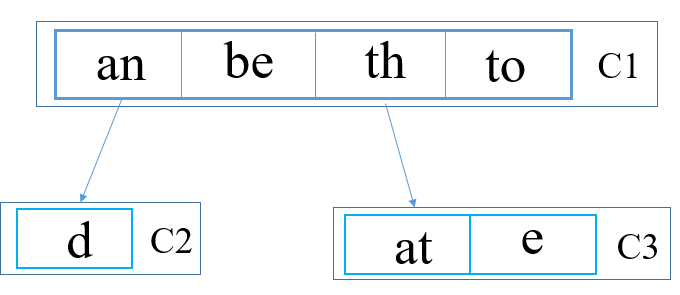 an be th to C1
d C2 at e C3